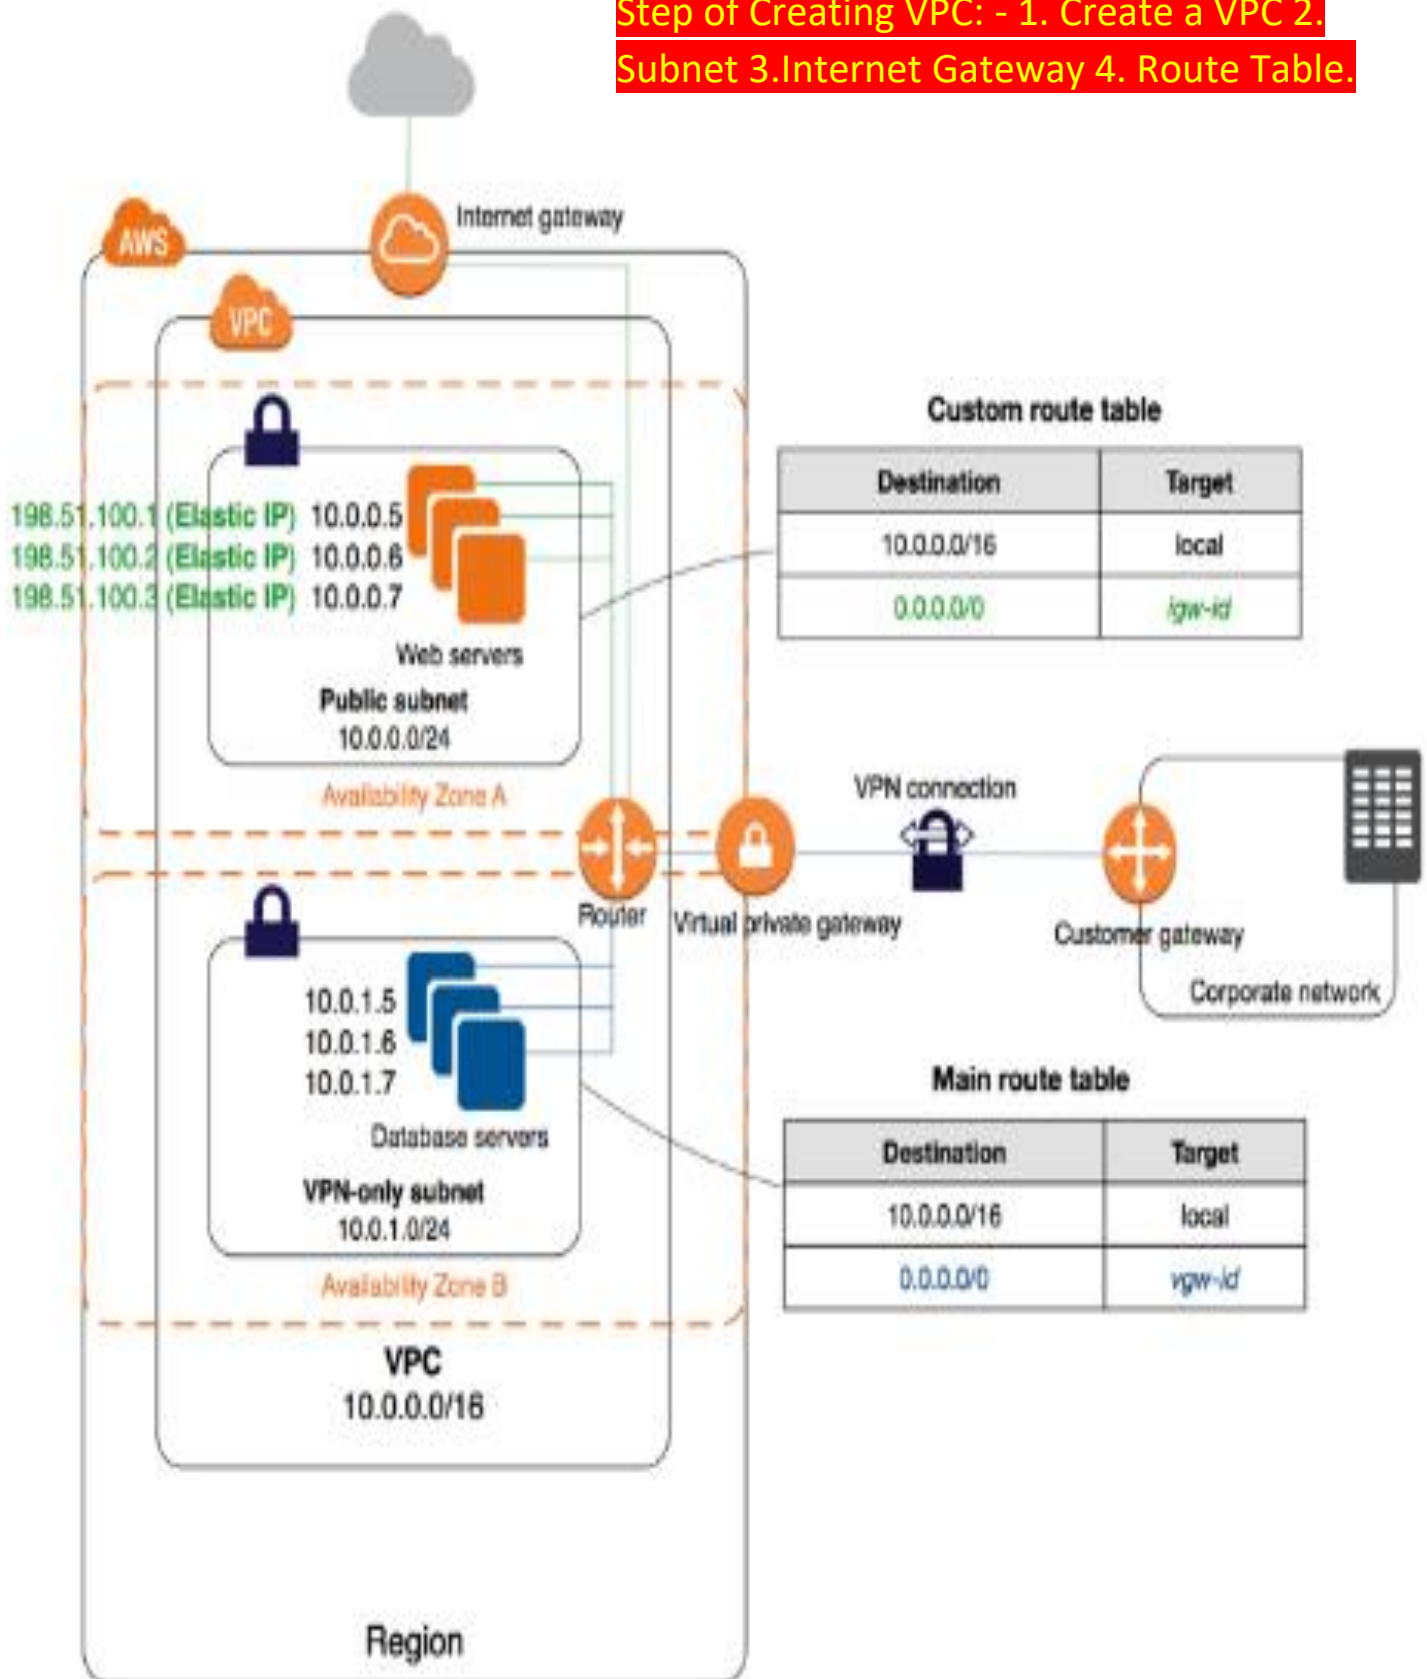 Step of Creating VPC: - 1. Create a VPC 2.
Subnet 3.Internet Gateway 4. Route Table.
Internet gateway
AWS
VPC
Custom route table
Destination Target
10.0.0.0/16 local
0.0.0.0/0 igw-id
198.51.100.1 (Elastic IP) 10.0.0.5
198.51.100.2 (Elastic IP) 10.0.0.6
198.51.100.3 (Elastic IP) 10.0.0.7
Web servers
Public subnet
10.0.0.0/24
Availability Zone A
VPN connection
Router
Virtual private gateway
Customer gateway
Corporate network
10.0.1.5
10.0.1.6
10.0.1.7
Database servers
VPN-only subnet
10.0.1.0/24
Availability Zone B
Main route table
Destination Target
10.0.0.0/16 local
0.0.0.0/0 vgw-id
VPC
10.0.0.0/16
Region